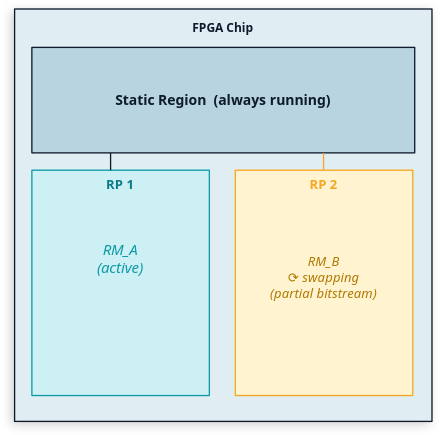 FPGA Chip
Static Region (always running)
RP 1
RM_A
(active)
RP 2
RM_B
⟳ swapping
(partial bitstream)